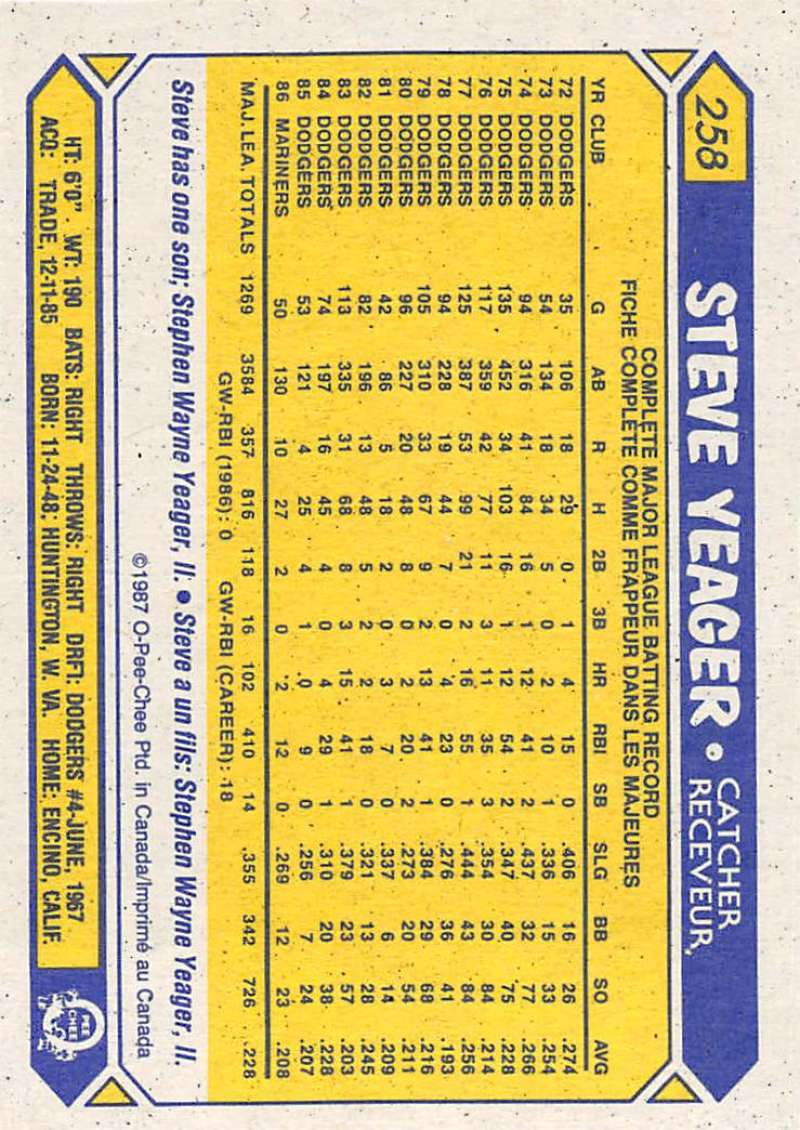 258
STEVE YEAGER • CATCHER
RECEVEUR
COMPLETE MAJOR LEAGUE BATTING RECORD
FICHE COMPLÈTE COMME FRAPPEUR DANS LES MAJEURES
YR CLUB G AB R H 2B 3B HR RBI SB SLG BB SO AVG
72 DODGERS 35 106 18 29 0 1 4 15 0 .406 16 26 .274
73 DODGERS 54 134 18 34 5 0 2 10 1 .336 15 33 .254
74 DODGERS 94 316 41 84 16 1 12 41 2 .437 32 77 .266
75 DODGERS 135 452 34 103 16 1 12 54 2 .347 40 75 .228
76 DODGERS 117 359 42 77 11 3 11 35 3 .354 30 84 .214
77 DODGERS 125 387 53 99 21 2 16 55 1 .444 43 84 .256
78 DODGERS 94 228 19 44 7 0 4 23 0 .276 36 41 .193
79 DODGERS 105 310 33 67 9 2 13 41 1 .384 29 68 .216
80 DODGERS 96 227 20 48 8 0 2 20 2 .273 20 54 .211
81 DODGERS 42 86 5 18 2 0 3 7 0 .337 6 14 .209
82 DODGERS 82 196 13 48 5 2 2 18 0 .321 13 28 .245
83 DODGERS 113 335 31 68 8 3 15 41 1 .379 23 57 .203
84 DODGERS 74 197 16 45 4 0 4 29 1 .310 20 38 .228
85 DODGERS 53 121 4 25 4 1 0 9 0 .256 7 24 .207
86 MARINERS 50 130 10 27 2 0 2 12 0 .269 12 23 .208
MAJ. LEA. TOTALS 1269 3584 357 816 118 16 102 410 14 .355 342 726 .228
GW-RBI (1986): 0 GW-RBI (CAREER): 18
Steve has one son; Stephen Wayne Yeager, II. • Steve a un fils: Stephen Wayne Yeager, II.
©1987 O-Pee-Chee Ptd. in Canada/Imprimé au Canada
HT: 6'0" WT: 190 BATS: RIGHT THROWS: RIGHT DRFT: DODGERS #4-JUNE, 1967
ACQ: TRADE, 12-11-85 BORN: 11-24-48; HUNTINGTON, W. VA. HOME: ENCINO, CALIF.
O
PEE
CHEE